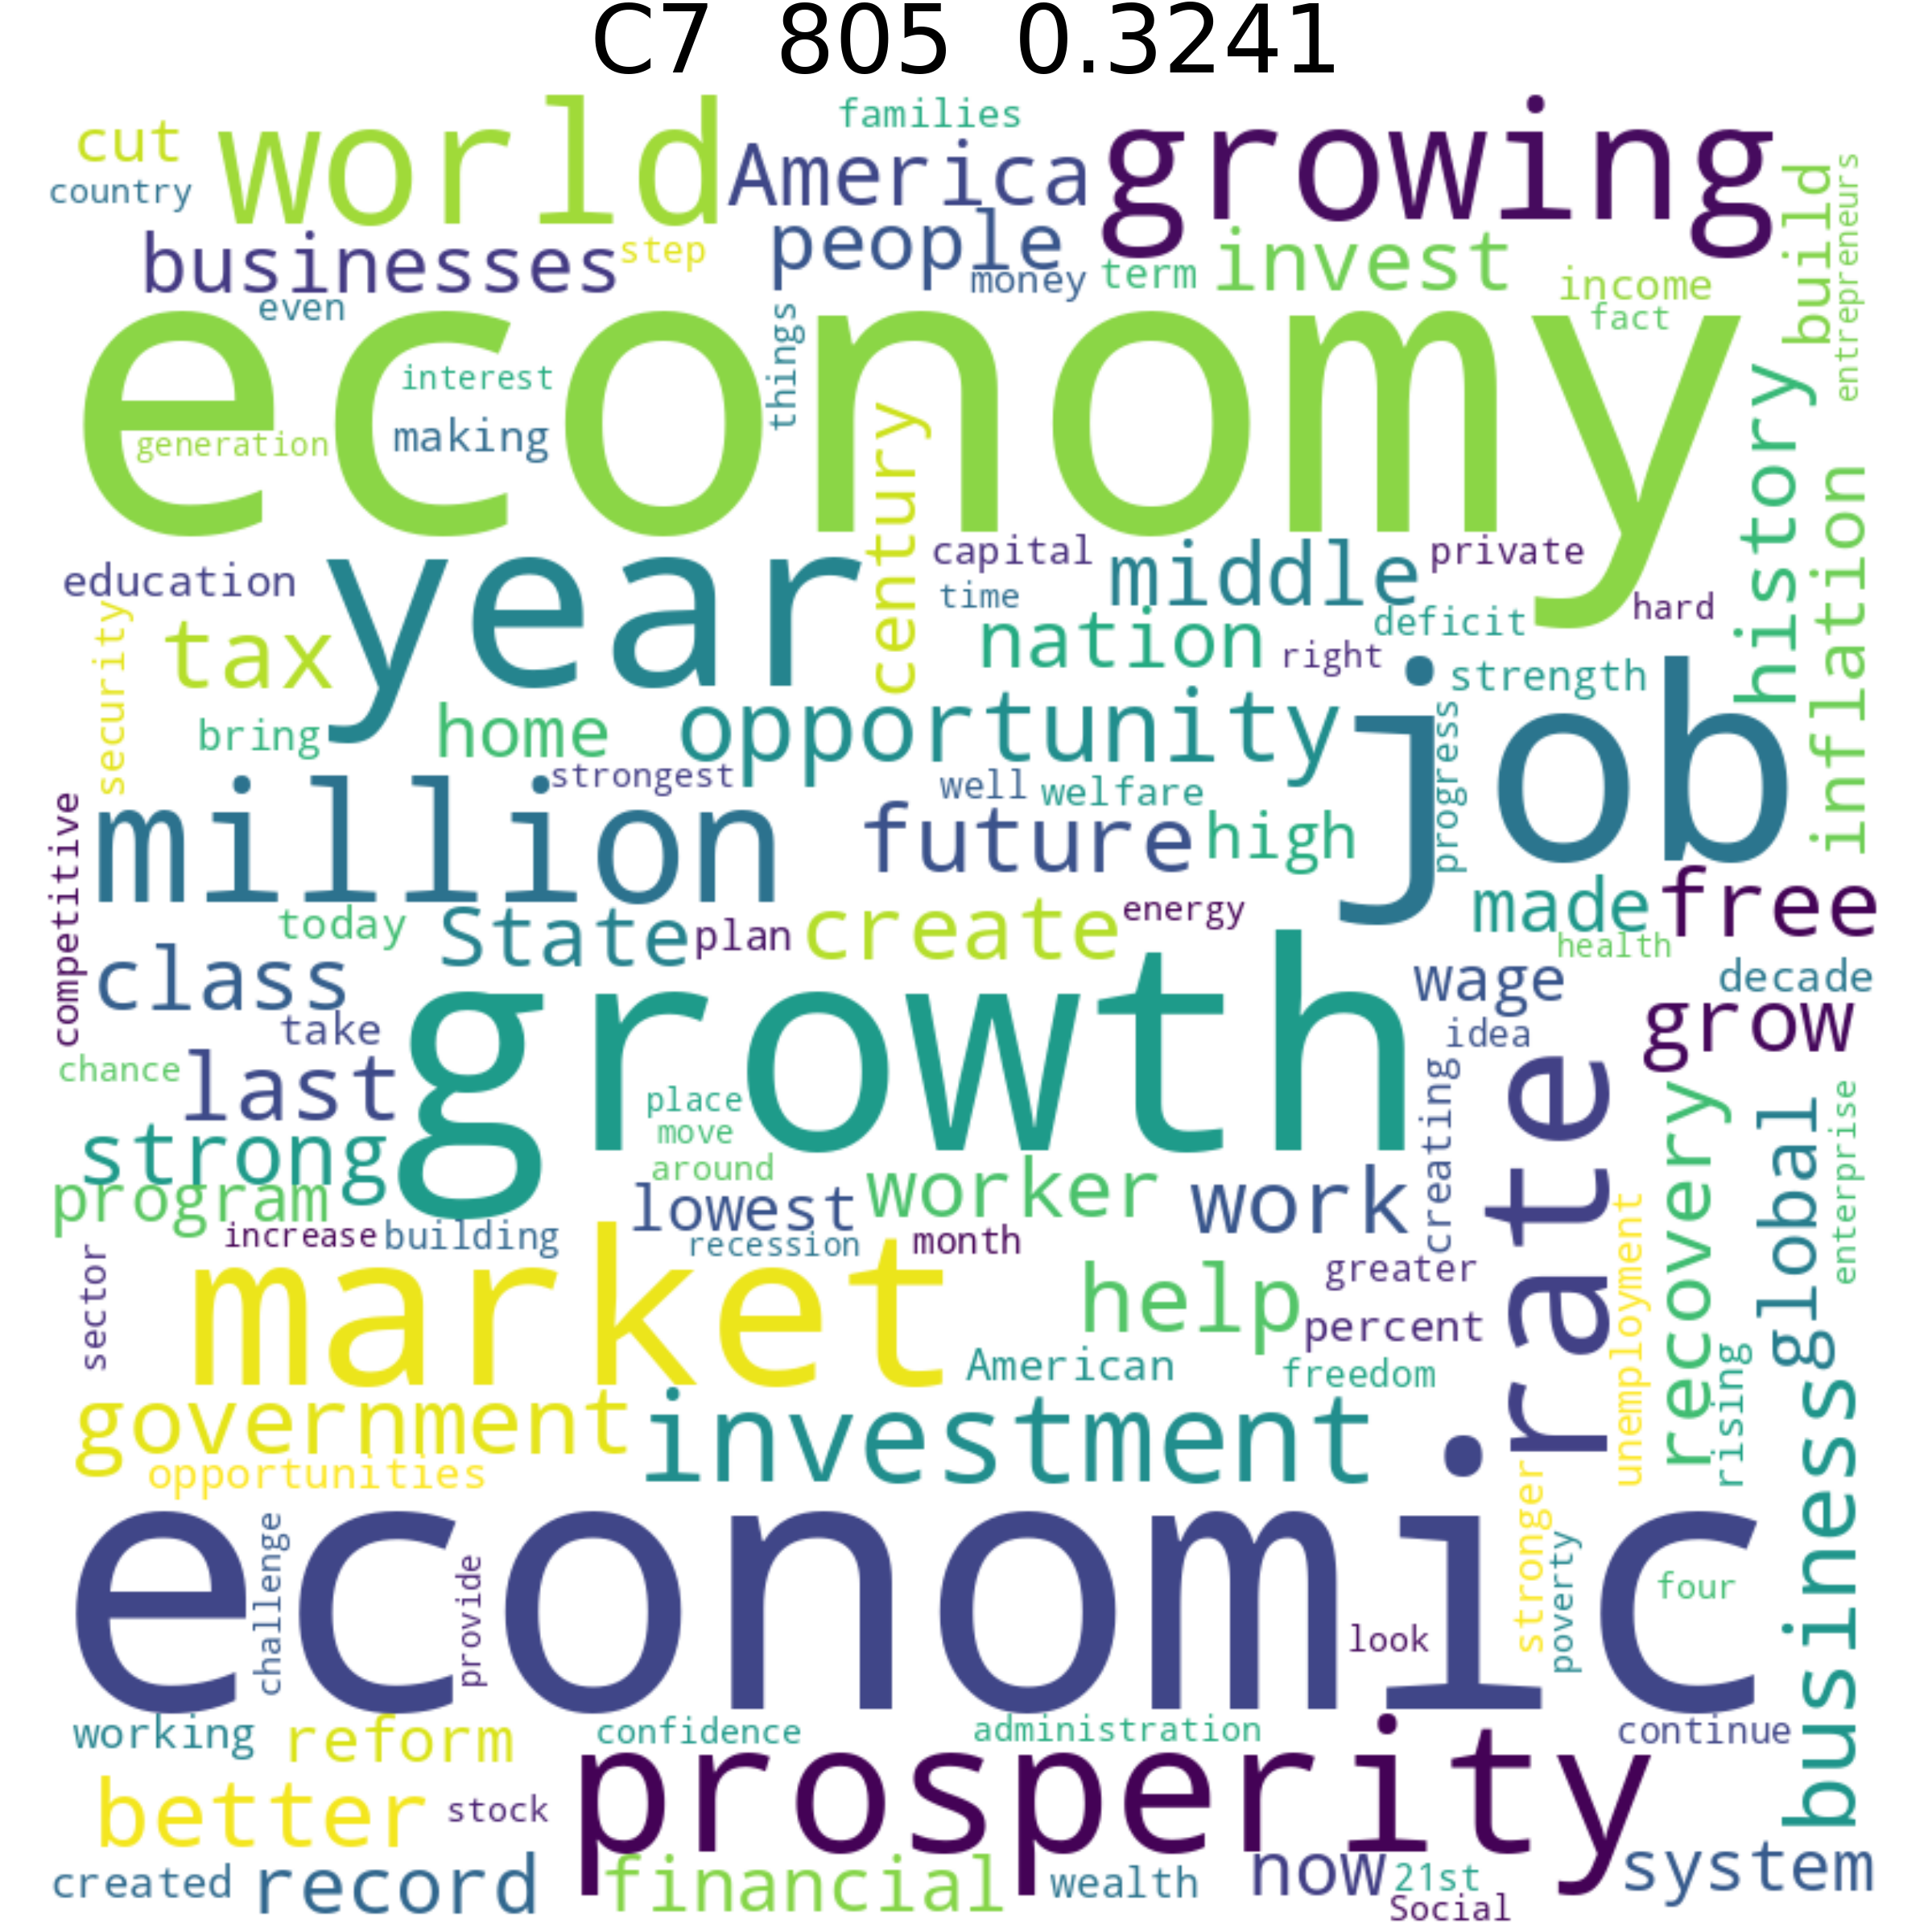 C7 805 0.3241
families
cut world America growing
country
businesses step people invest build entrepreneurs
money term income
even fact
economy
interest things
generation making century history inflation
capital middle private
education year time hard
security tax nation deficit
right strength
bring home opportunity job progress
strongest
million well welfare
competitive future high
today State plan create energy made free
health
class growth wage decade
take idea grow
chance last place creating rate recovery global enterprise
move
strong around
program lowest worker work
increase building recession month unemployment
sector market help greater
percent rising
American freedom
government investment business
opportunities stronger
economic
challenge provide look poverty four
working reform confidence administration continue
prosperity
better stock
created record financial wealth now 21st system
Social